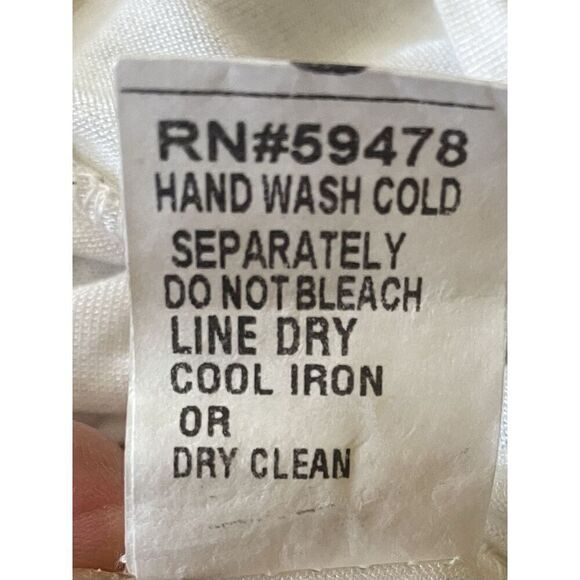 RN#59478
HAND WASH COLD
SEPARATELY
DO NOT BLEACH
LINE DRY
COOL IRON
OR
DRY CLEAN